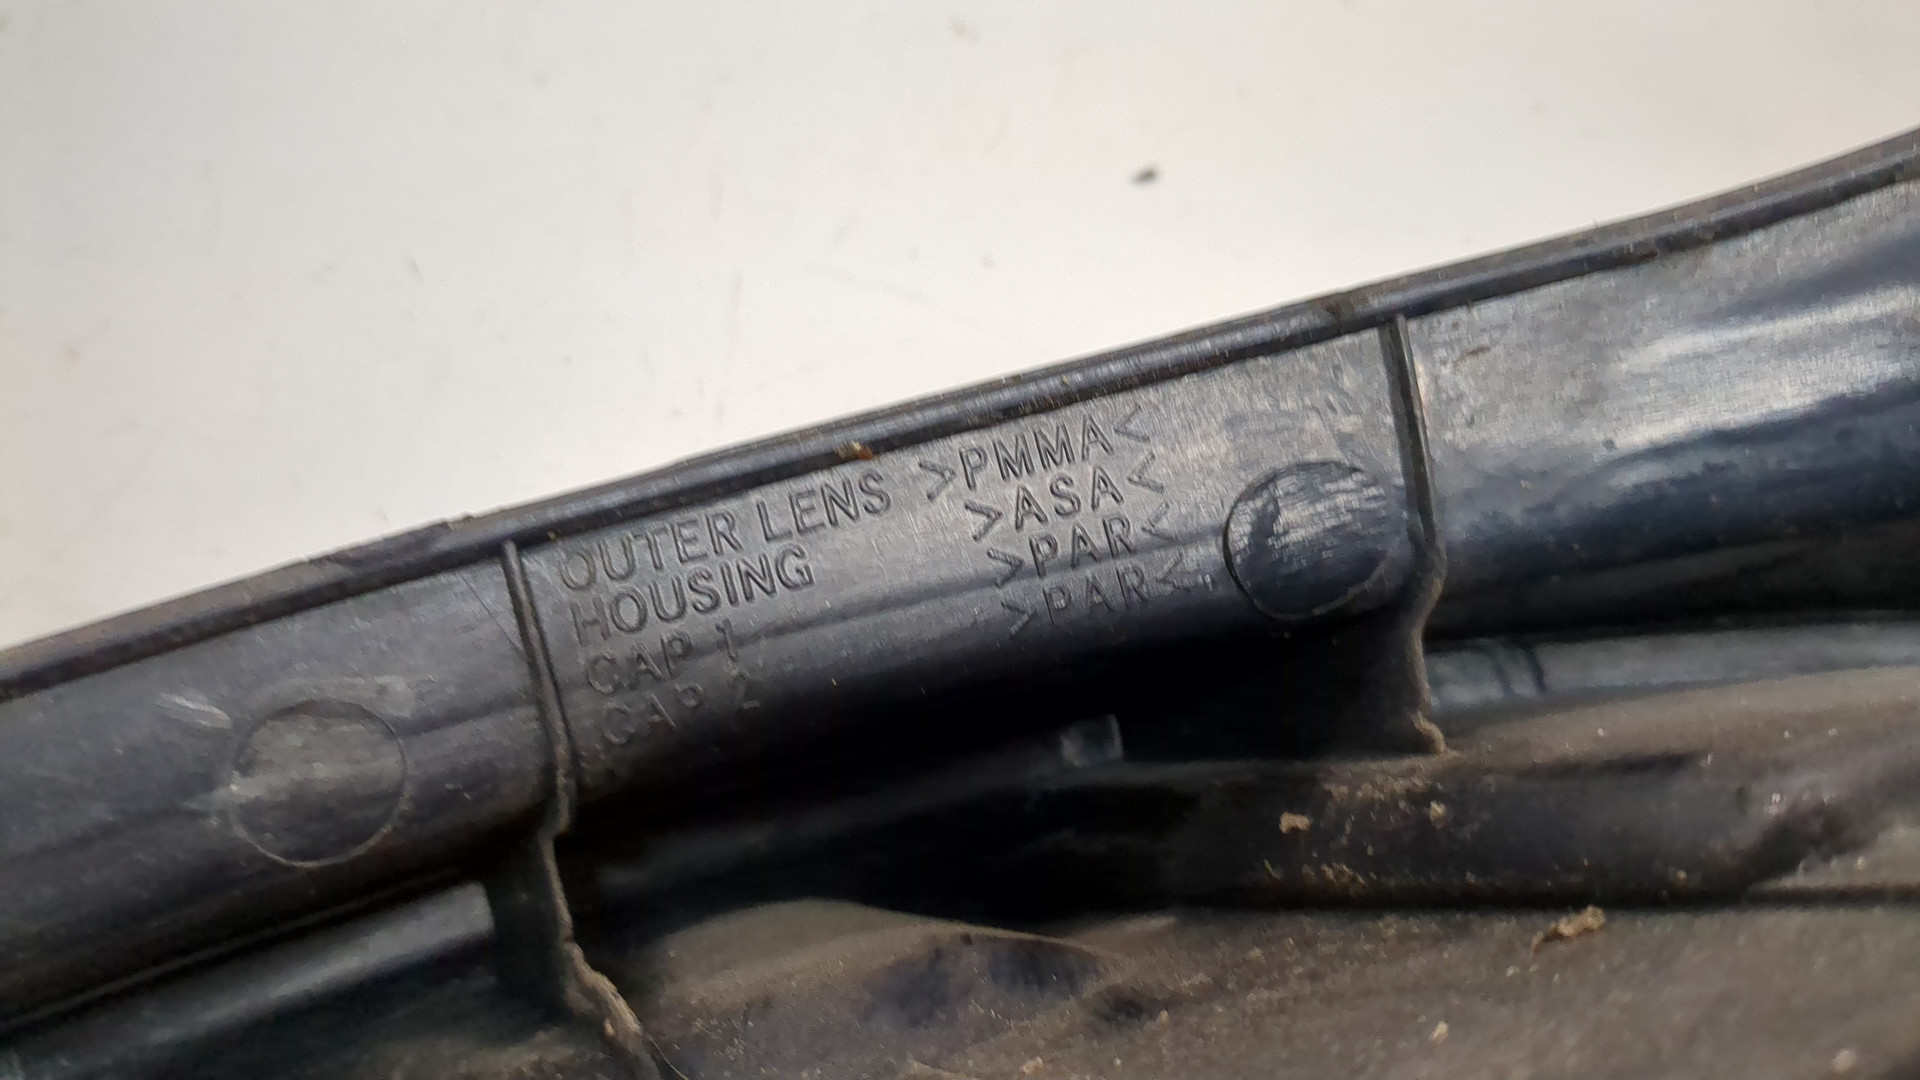 OUTER LENS >PMMA<
HOUSING >ASA<
CAP 1 >PAR<
CAP 2 >PAR<